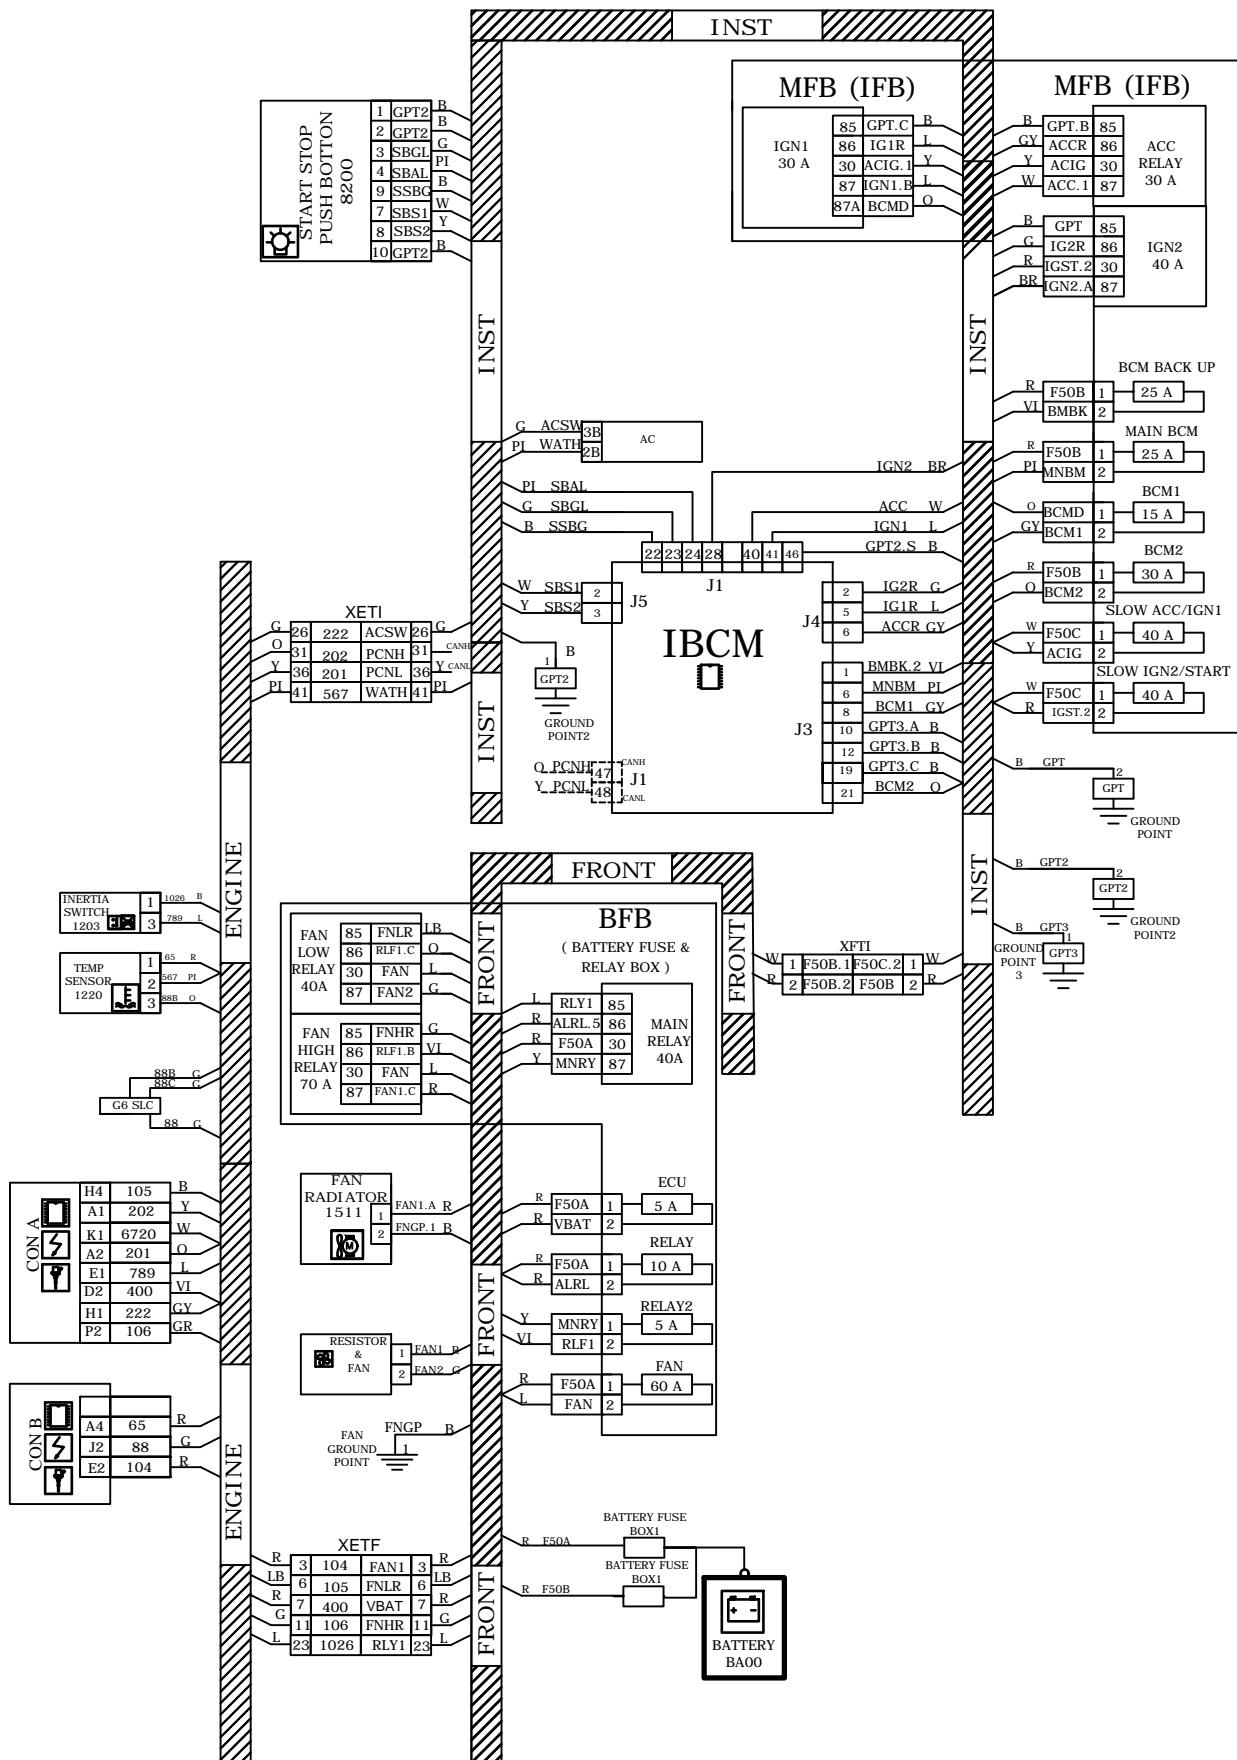 INST
MFB (IFB)
MFB (IFB)
START STOP
PUSH BOTTON
8200
1 GPT2 B
2 GPT2 B
3 SBGL G
4 SBAL PI
9 SSBG B
7 SBS1 W
8 SBS2 Y
10 GPT2 B
IGN1
30 A
85 GPT.C B
86 IG1R L
30 ACIG.1 Y
87 IGN1.B L
87A BCMD O
B GPT.B 85
GY ACCR 86
Y ACIG 30
W ACC.1 87
ACC
RELAY
30 A
B GPT 85
G IG2R 86
R IGST.2 30
BR IGN2.A 87
IGN2
40 A
INST
INST
BCM BACK UP
R F50B 1 25 A
VI BMBK 2
MAIN BCM
R F50B 1 25 A
PI MNBM 2
BCM1
O BCMD 1 15 A
GY BCM1 2
BCM2
R F50B 1 30 A
O BCM2 2
SLOW ACC/IGN1
W F50C 1 40 A
Y ACIG 2
SLOW IGN2/START
W F50C 1 40 A
R IGST.2 2
G ACSW 3B
PI WATH 2B
AC
IGN2 BR
PI SBAL
G SBGL
B SSBG
ACC W
IGN1 L
GPT2.S B
22 23 24 28 40 41 46
J1
W SBS1 2
Y SBS2 3
J5
IBCM
J4
2 IG2R G
5 IG1R L
6 ACCR GY
J3
1 BMBK.2 VI
6 MNBM PI
8 BCM1 GY
10 GPT3.A B
12 GPT3.B B
19 GPT3.C B
21 BCM2 O
XETI
G 26 222 ACSW 26 G
O 31 202 PCNH 31 CANH
Y 36 201 PCNL 36 Y CANL
PI 41 567 WATH 41 PI
B
1
GPT2
GROUND
POINT2
INST
O PCNH 47 CANH
Y PCNL 48 CANL
J1
B GPT
2
GPT
GROUND
POINT
B GPT2
2
GPT2
GROUND
POINT2
B GPT3
1
GPT3
GROUND
POINT
3
INST
ENGINE
INERTIA
SWITCH
1203
1 1026 B
3 789 L
TEMP
SENSOR
1220
1 65 R
2 567 PI
3 88B O
88B G
88C G
G6 SLC
88 G
FRONT
BFB
( BATTERY FUSE &
RELAY BOX )
FAN
LOW
RELAY
40A
85 FNLR LB
86 RLF1.C O
30 FAN L
87 FAN2 G
FAN
HIGH
RELAY
70 A
85 FNHR G
86 RLF1.B VI
30 FAN L
87 FAN1.C R
FRONT
FRONT
L RLY1 85
R ALRL.5 86
R F50A 30
Y MNRY 87
MAIN
RELAY
40A
XFTI
W 1 F50B.1 F50C.2 1 W
R 2 F50B.2 F50B 2 R
CON A
H4 105 B
A1 202 Y
K1 6720 W
A2 201 O
E1 789 L
D2 400 VI
H1 222 GY
P2 106 GR
FAN
RADIATOR
1511
1 FAN1.A R
2 FNGP.1 B
ECU
R F50A 1 5 A
R VBAT 2
RELAY
R F50A 1 10 A
R ALRL 2
RELAY2
Y MNRY 1 5 A
VI RLF1 2
FAN
R F50A 1 60 A
L FAN 2
FRONT
RESISTOR
&
FAN
1 FAN1 R
2 FAN2 G
FNGP B
1
FAN
GROUND
POINT
CON B
A4 65 R
J2 88 G
E2 104 R
ENGINE
XETF
R 3 104 FAN1 3 R
LB 6 105 FNLR 6 LB
R 7 400 VBAT 7 R
G 11 106 FNHR 11 G
L 23 1026 RLY1 23 L
FRONT
BATTERY FUSE
BOX1
R F50A
BATTERY FUSE
BOX1
R F50B
+ -
BATTERY
BA00
M